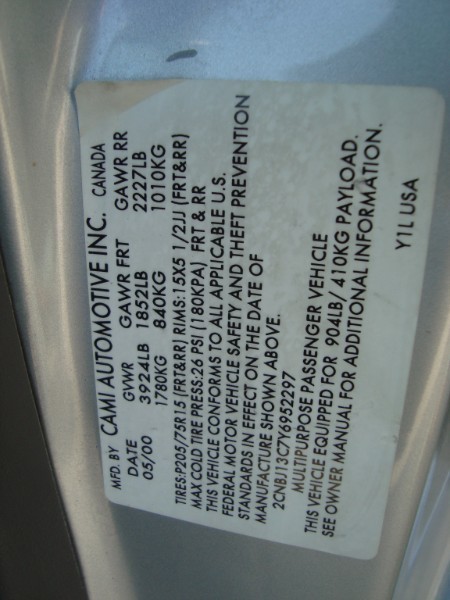 MFD. BY CAMI AUTOMOTIVE INC. CANADA
DATE GVWR GAWR FRT GAWR RR
05/00 3924LB 1852LB 2227LB
1780KG 840KG 1010KG
TIRES:P205/75R15 (FRT&RR) RIMS:15X5 1/2JJ (FRT&RR)
MAX COLD TIRE PRESS:26 PSI (180KPA) FRT & RR
THIS VEHICLE CONFORMS TO ALL APPLICABLE U.S.
FEDERAL MOTOR VEHICLE SAFETY AND THEFT PREVENTION
STANDARDS IN EFFECT ON THE DATE OF
MANUFACTURE SHOWN ABOVE.
2CNBJ13C7Y6952297
MULTIPURPOSE PASSENGER VEHICLE
THIS VEHICLE EQUIPPED FOR 904LB/ 410KG PAYLOAD.
SEE OWNER MANUAL FOR ADDITIONAL INFORMATION.
Y1L USA